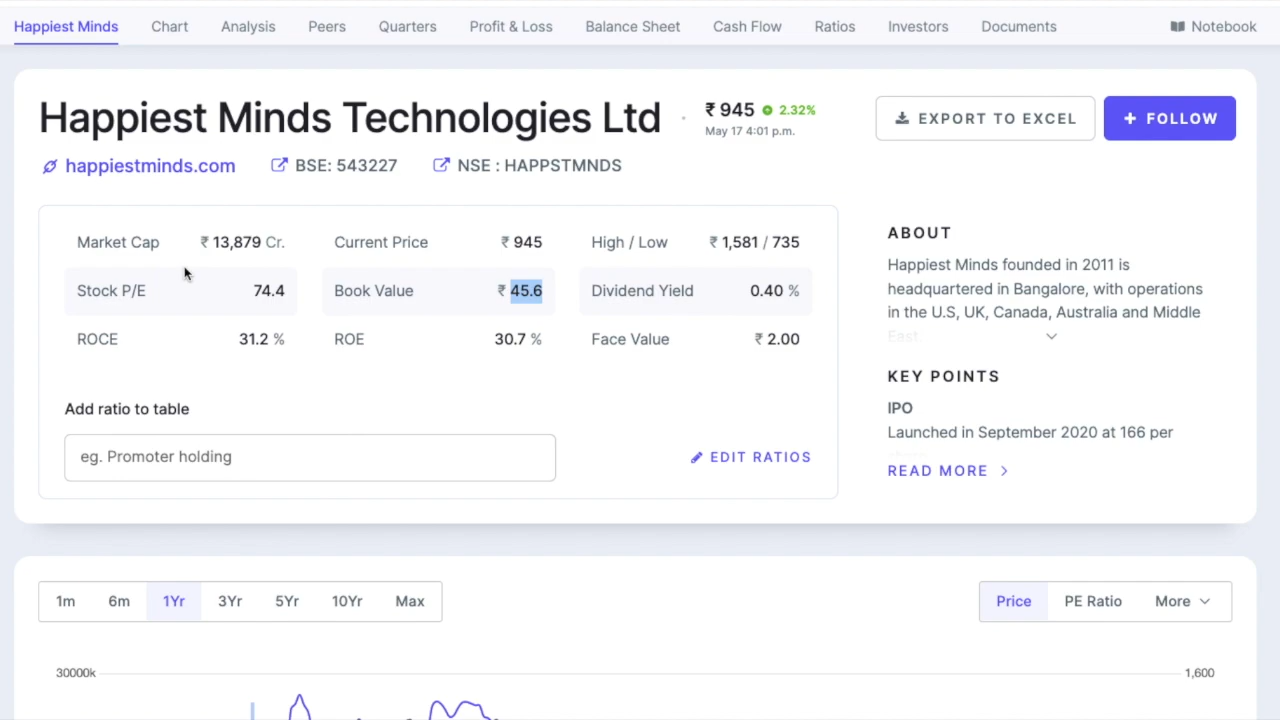 Happiest Minds Chart Analysis Peers Quarters Profit & Loss Balance Sheet Cash Flow Ratios Investors Documents Notebook
Happiest Minds Technologies Ltd · ₹ 945 2.32%
May 17 4:01 p.m.
EXPORT TO EXCEL
+ FOLLOW
happiestminds.com BSE: 543227 NSE : HAPPSTMNDS
Market Cap ₹ 13,879 Cr. Current Price ₹ 945 High / Low ₹ 1,581 / 735
Stock P/E 74.4 Book Value ₹ 45.6 Dividend Yield 0.40 %
ROCE 31.2 % ROE 30.7 % Face Value ₹ 2.00
Add ratio to table
eg. Promoter holding
EDIT RATIOS
ABOUT
Happiest Minds founded in 2011 is
headquartered in Bangalore, with operations
in the U.S, UK, Canada, Australia and Middle
East.
KEY POINTS
IPO
Launched in September 2020 at 166 per
READ MORE
1m 6m 1Yr 3Yr 5Yr 10Yr Max
Price PE Ratio More
30000k 1,600